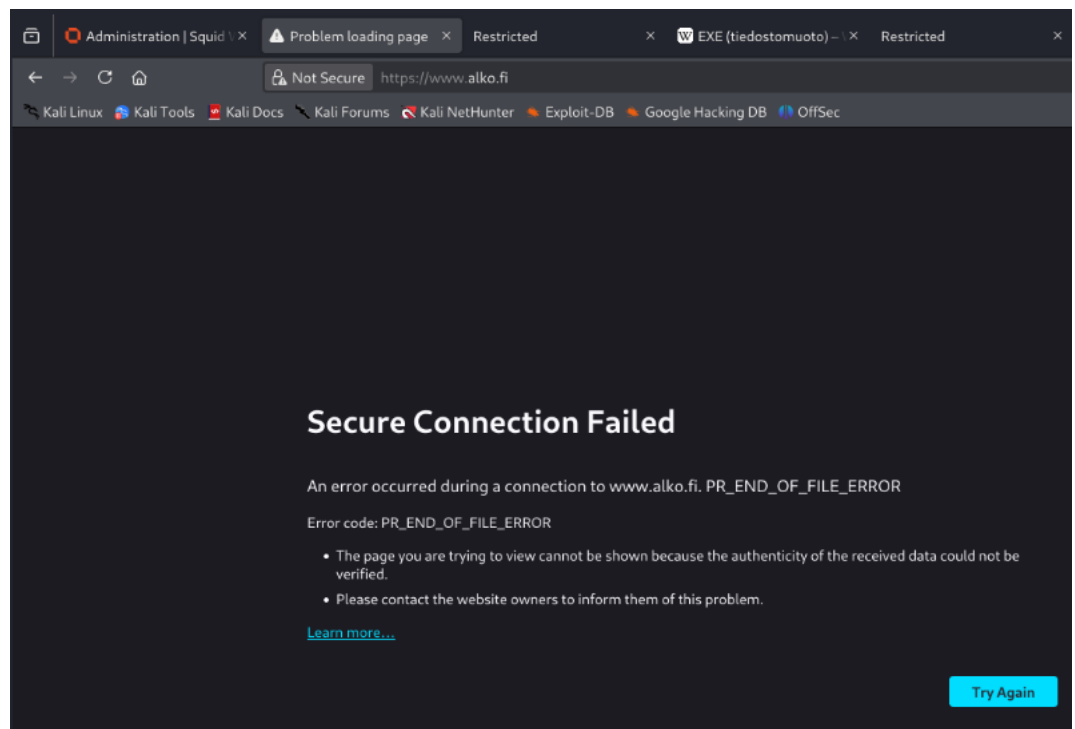 Administration | Squid
Problem loading page
Restricted
EXE (tiedostomuoto) –
Restricted
Not Secure https://www.alko.fi
Kali Linux Kali Tools Kali Docs Kali Forums Kali NetHunter Exploit-DB Google Hacking DB OffSec
Secure Connection Failed
An error occurred during a connection to www.alko.fi. PR_END_OF_FILE_ERROR
Error code: PR_END_OF_FILE_ERROR
• The page you are trying to view cannot be shown because the authenticity of the received data could not be
verified.
• Please contact the website owners to inform them of this problem.
Learn more…
Try Again